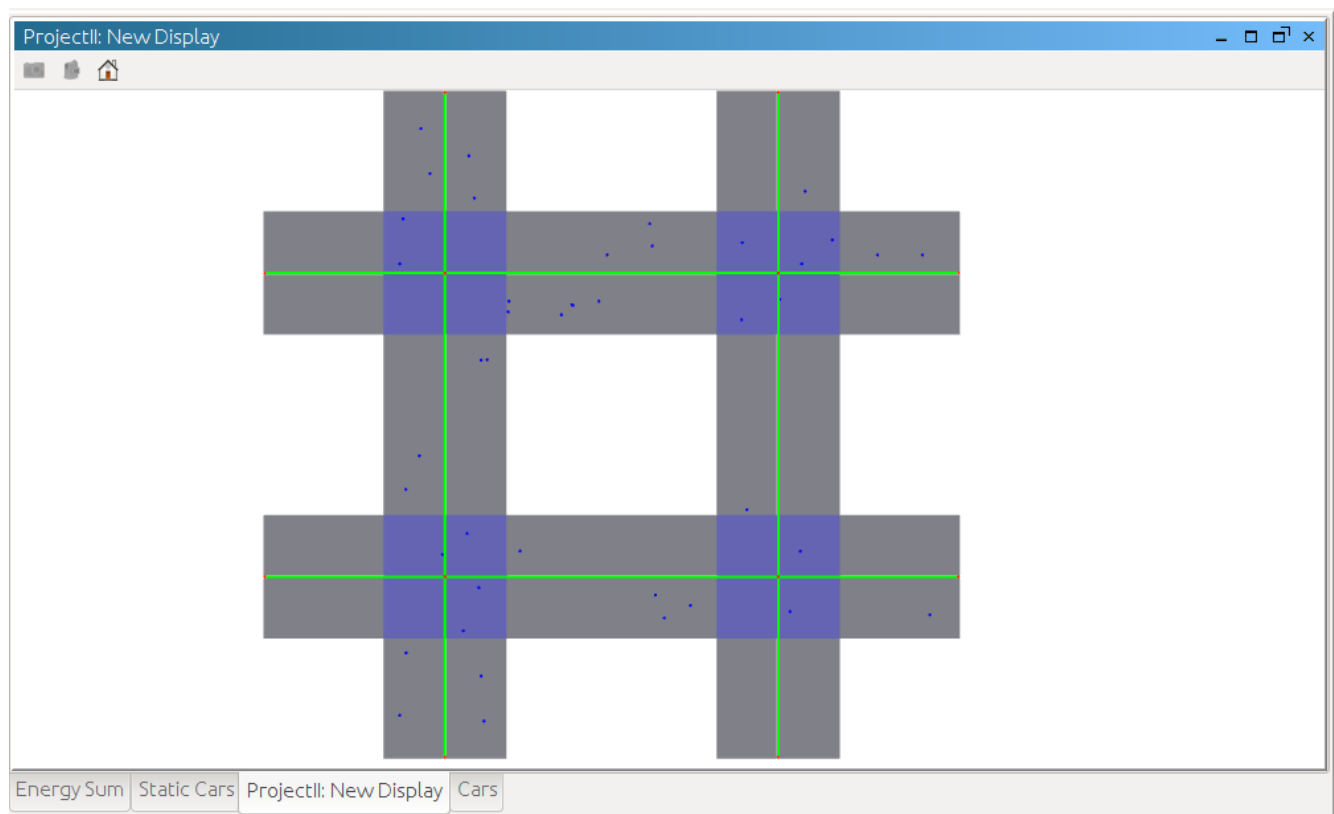 ProjectII: New Display
Energy Sum
Static Cars
ProjectII: New Display
Cars